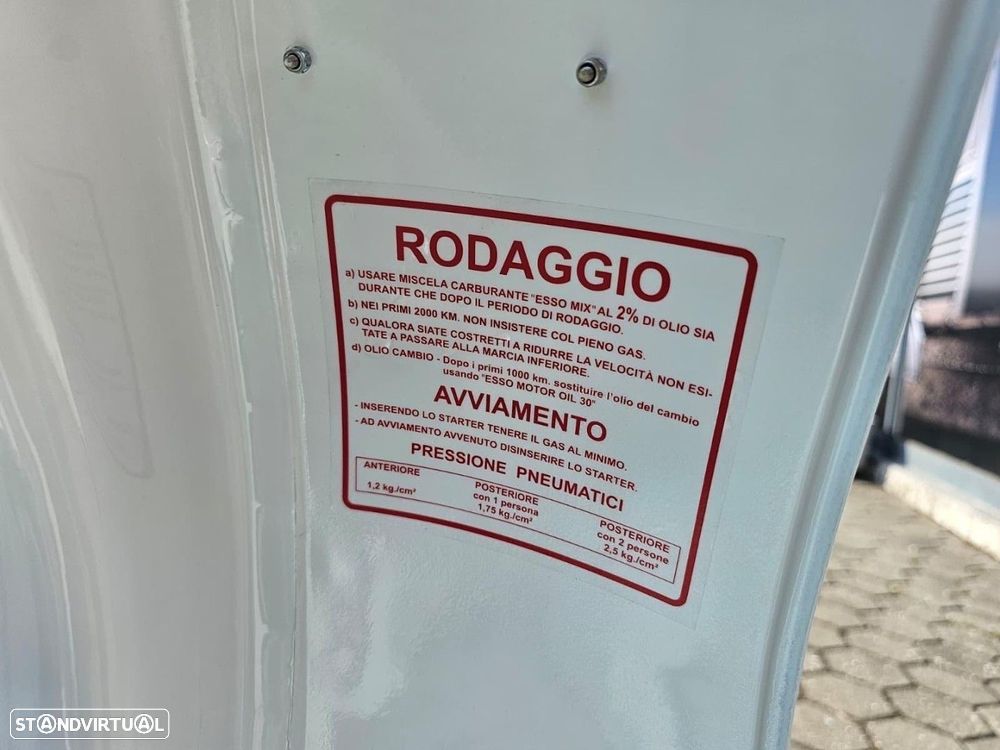 RODAGGIO
a) USARE MISCELA CARBURANTE "ESSO MIX" AL 2% DI OLIO SIA
DURANTE CHE DOPO IL PERIODO DI RODAGGIO.
b) NEI PRIMI 2000 KM. NON INSISTERE COL PIENO GAS.
c) QUALORA SIATE COSTRETTI A RIDURRE LA VELOCITÀ NON ESI-
TATE A PASSARE ALLA MARCIA INFERIORE.
d) OLIO CAMBIO - Dopo i primi 1000 km. sostituire l'olio del cambio
usando "ESSO MOTOR OIL 30"
AVVIAMENTO
- INSERENDO LO STARTER TENERE IL GAS AL MINIMO.
- AD AVVIAMENTO AVVENUTO DISINSERIRE LO STARTER.
PRESSIONE PNEUMATICI
ANTERIORE
1,2 kg./cm²
POSTERIORE
con 1 persona
1,75 kg./cm²
POSTERIORE
con 2 persone
2,5 kg./cm²
STANDVIRTUAL